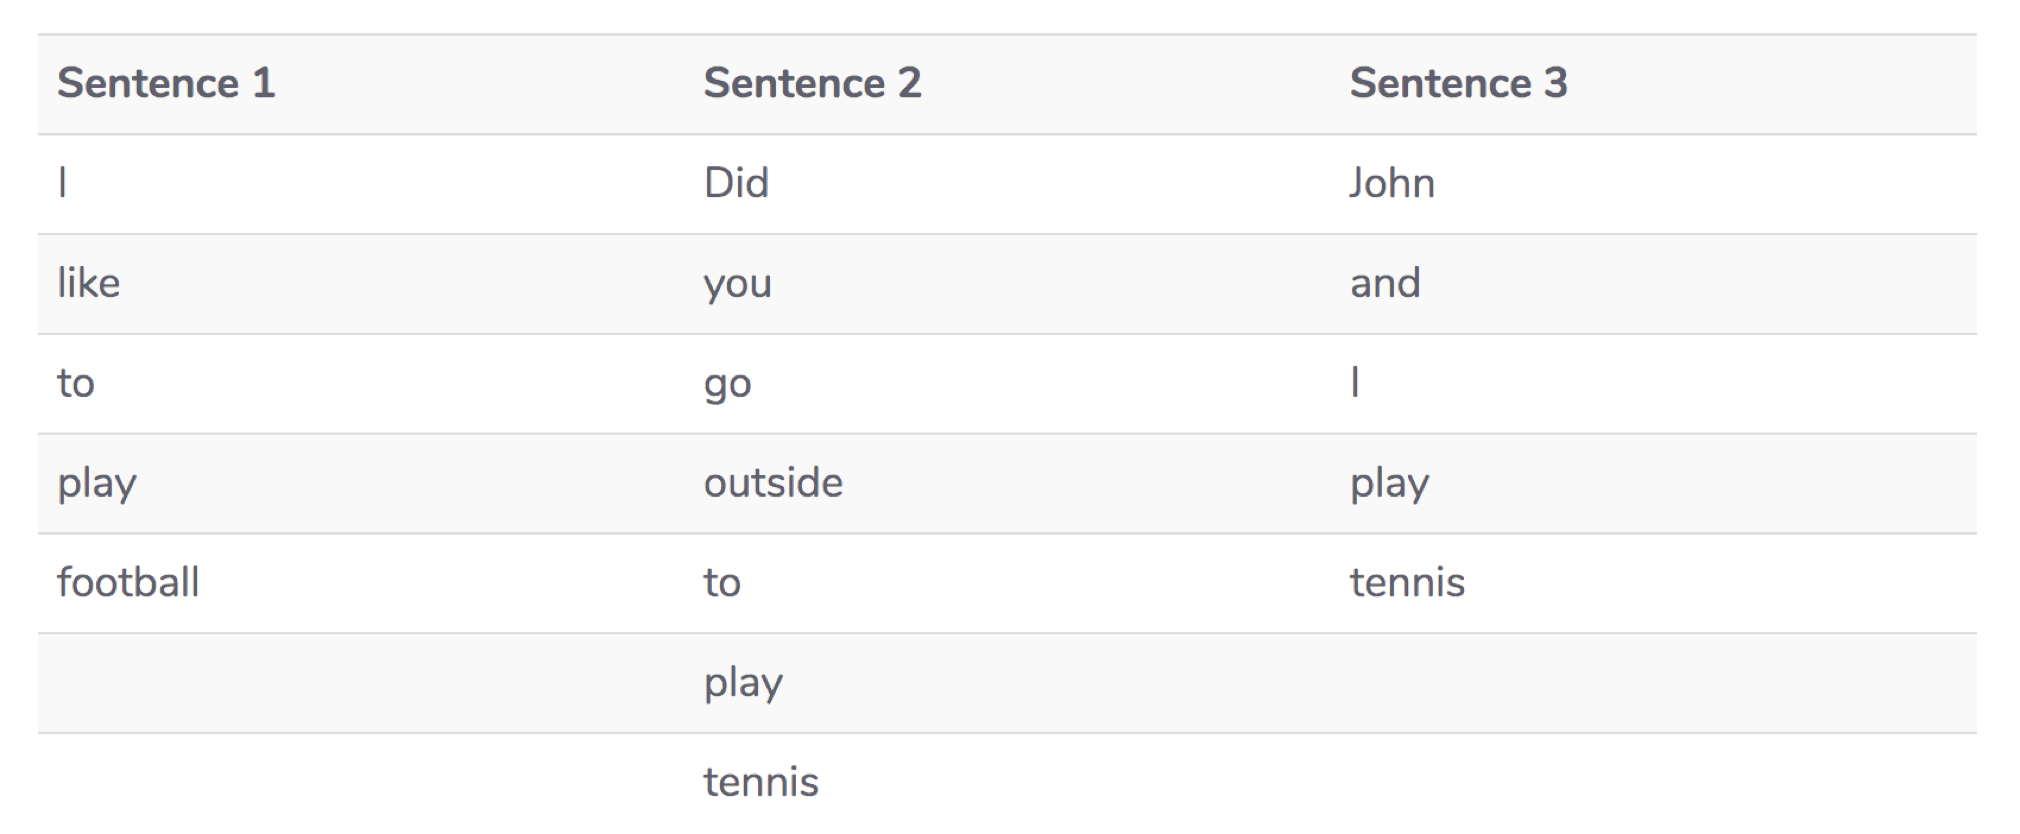 Sentence 1 Sentence 2 Sentence 3
I Did John
like you and
to go I
play outside play
football to tennis
play
tennis